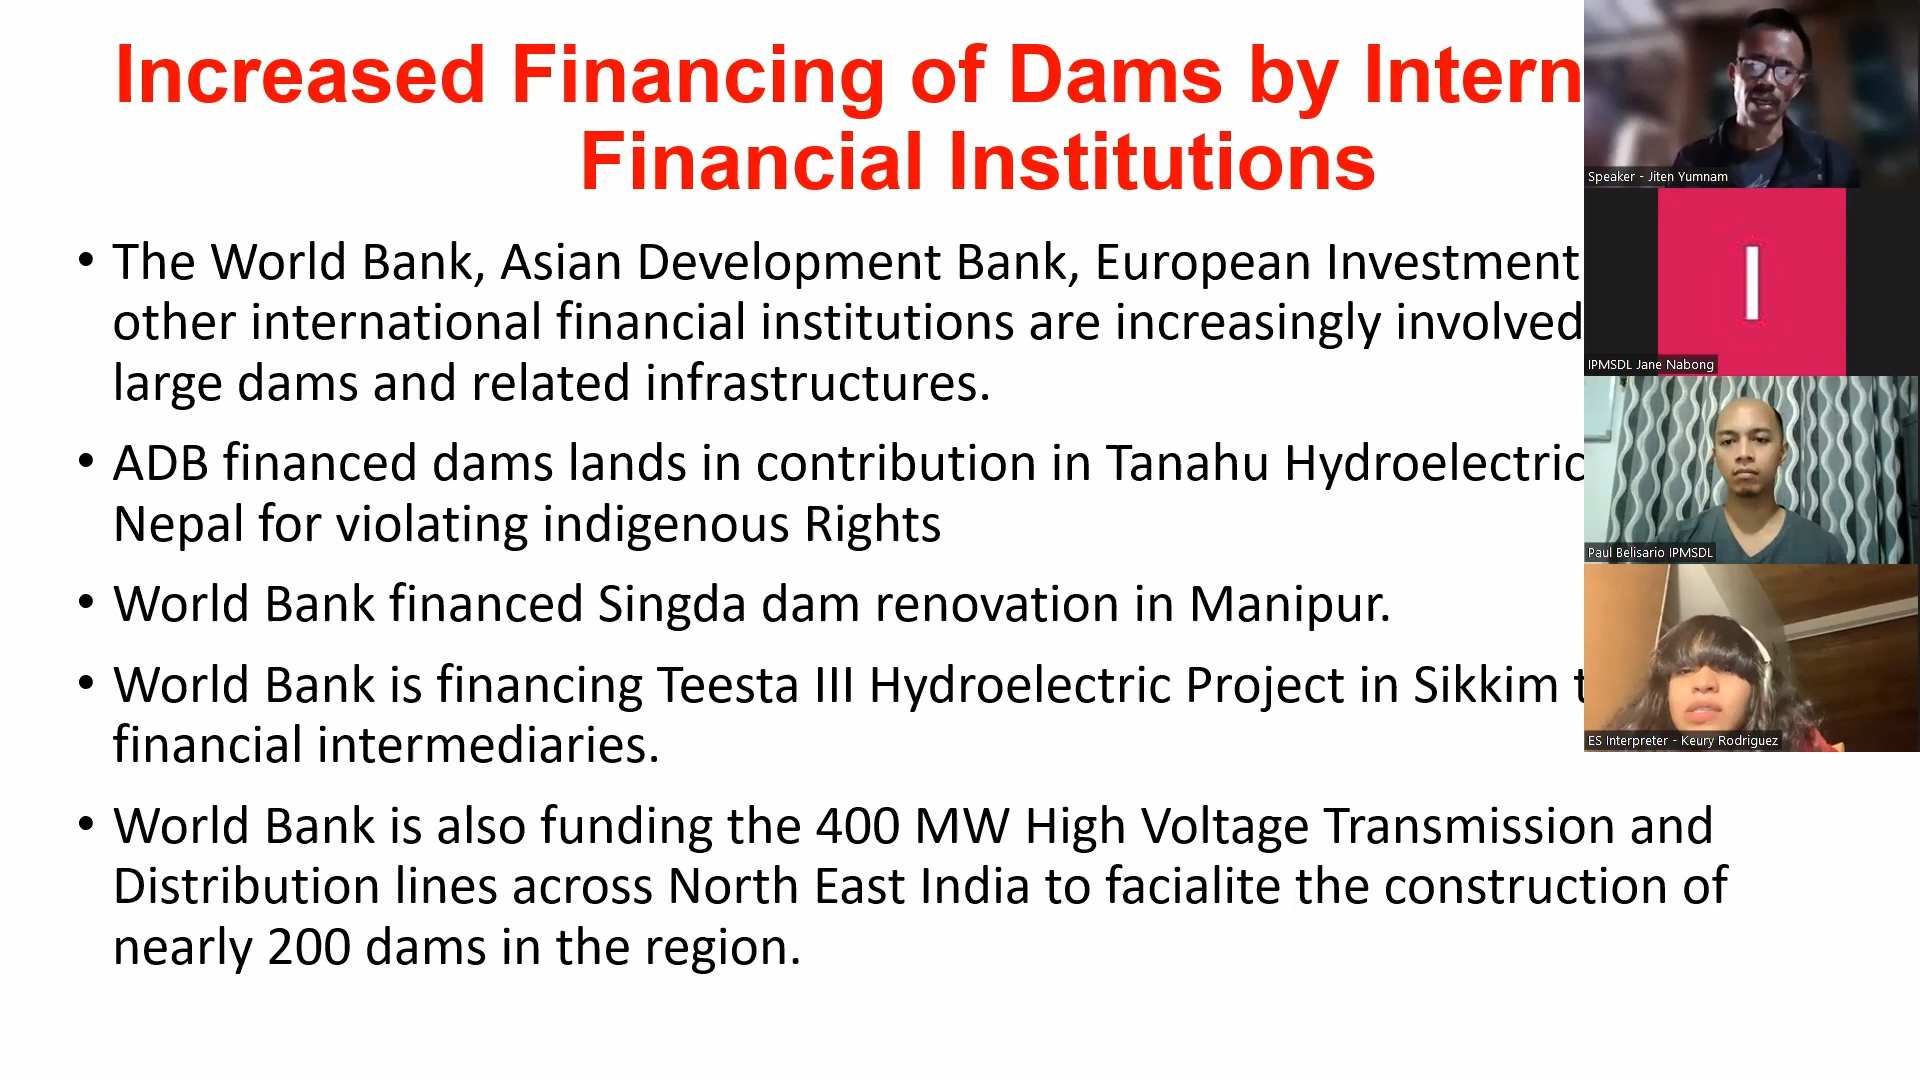 Increased Financing of Dams by Intern
Financial Institutions
• The World Bank, Asian Development Bank, European Investment
other international financial institutions are increasingly involved
large dams and related infrastructures.
• ADB financed dams lands in contribution in Tanahu Hydroelectric
Nepal for violating indigenous Rights
• World Bank financed Singda dam renovation in Manipur.
• World Bank is financing Teesta III Hydroelectric Project in Sikkim
financial intermediaries.
• World Bank is also funding the 400 MW High Voltage Transmission and
Distribution lines across North East India to facialite the construction of
nearly 200 dams in the region.
Speaker - Jiten Yumnam
I
IPMSDL Jane Nabong
Paul Belisario IPMSDL
ES Interpreter - Keury Rodriguez